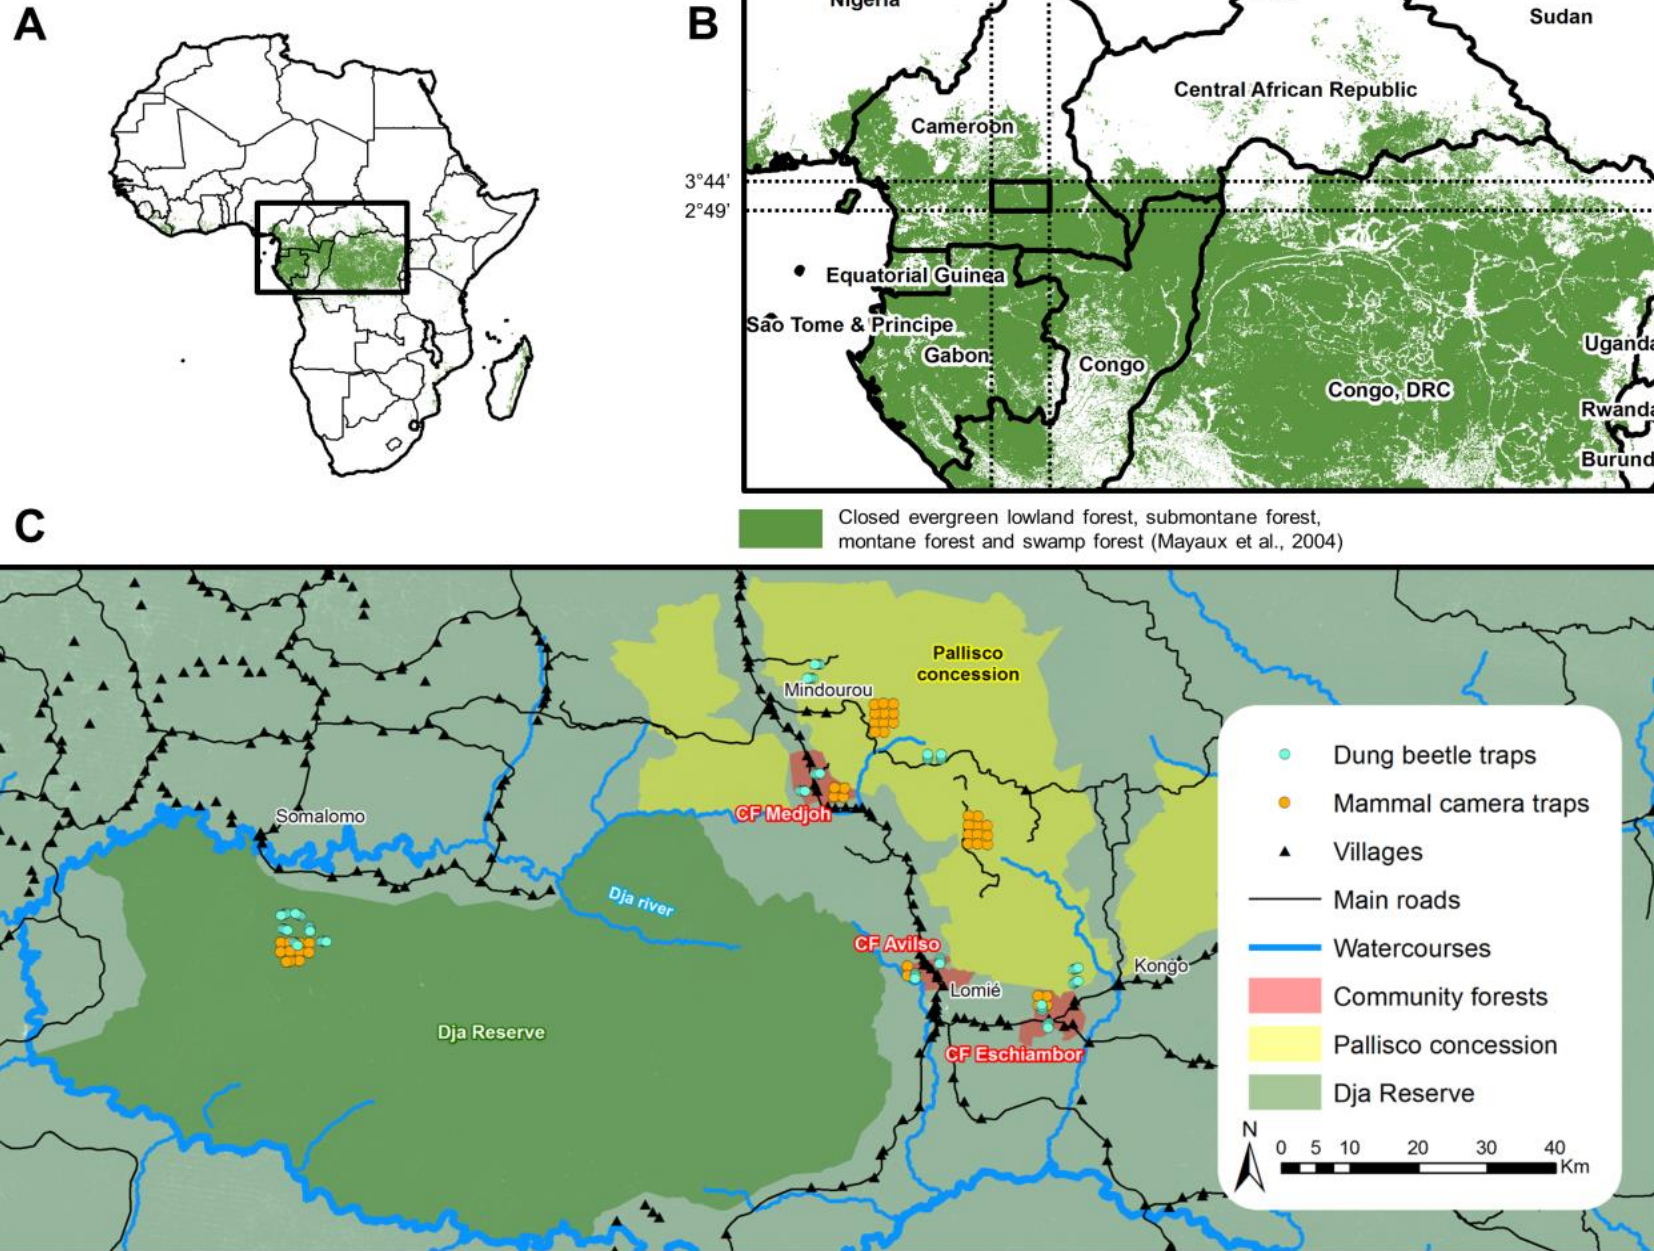 A
B
Nigeria
Sudan
Central African Republic
Cameroon
3°44'
2°49'
Equatorial Guinea
Sao Tome & Principe
Gabon
Congo
Congo, DRC
Uganda
Rwanda
Burund
C
Closed evergreen lowland forest, submontane forest,
montane forest and swamp forest (Mayaux et al., 2004)
Pallisco
concession
Mindourou
CF Medjoh
Somalomo
Dja river
CF Avilso
Lomié
Kongo
Dja Reserve
CF Eschiambor
Dung beetle traps
Mammal camera traps
Villages
Main roads
Watercourses
Community forests
Pallisco concession
Dja Reserve
N
0 5 10 20 30 40
Km